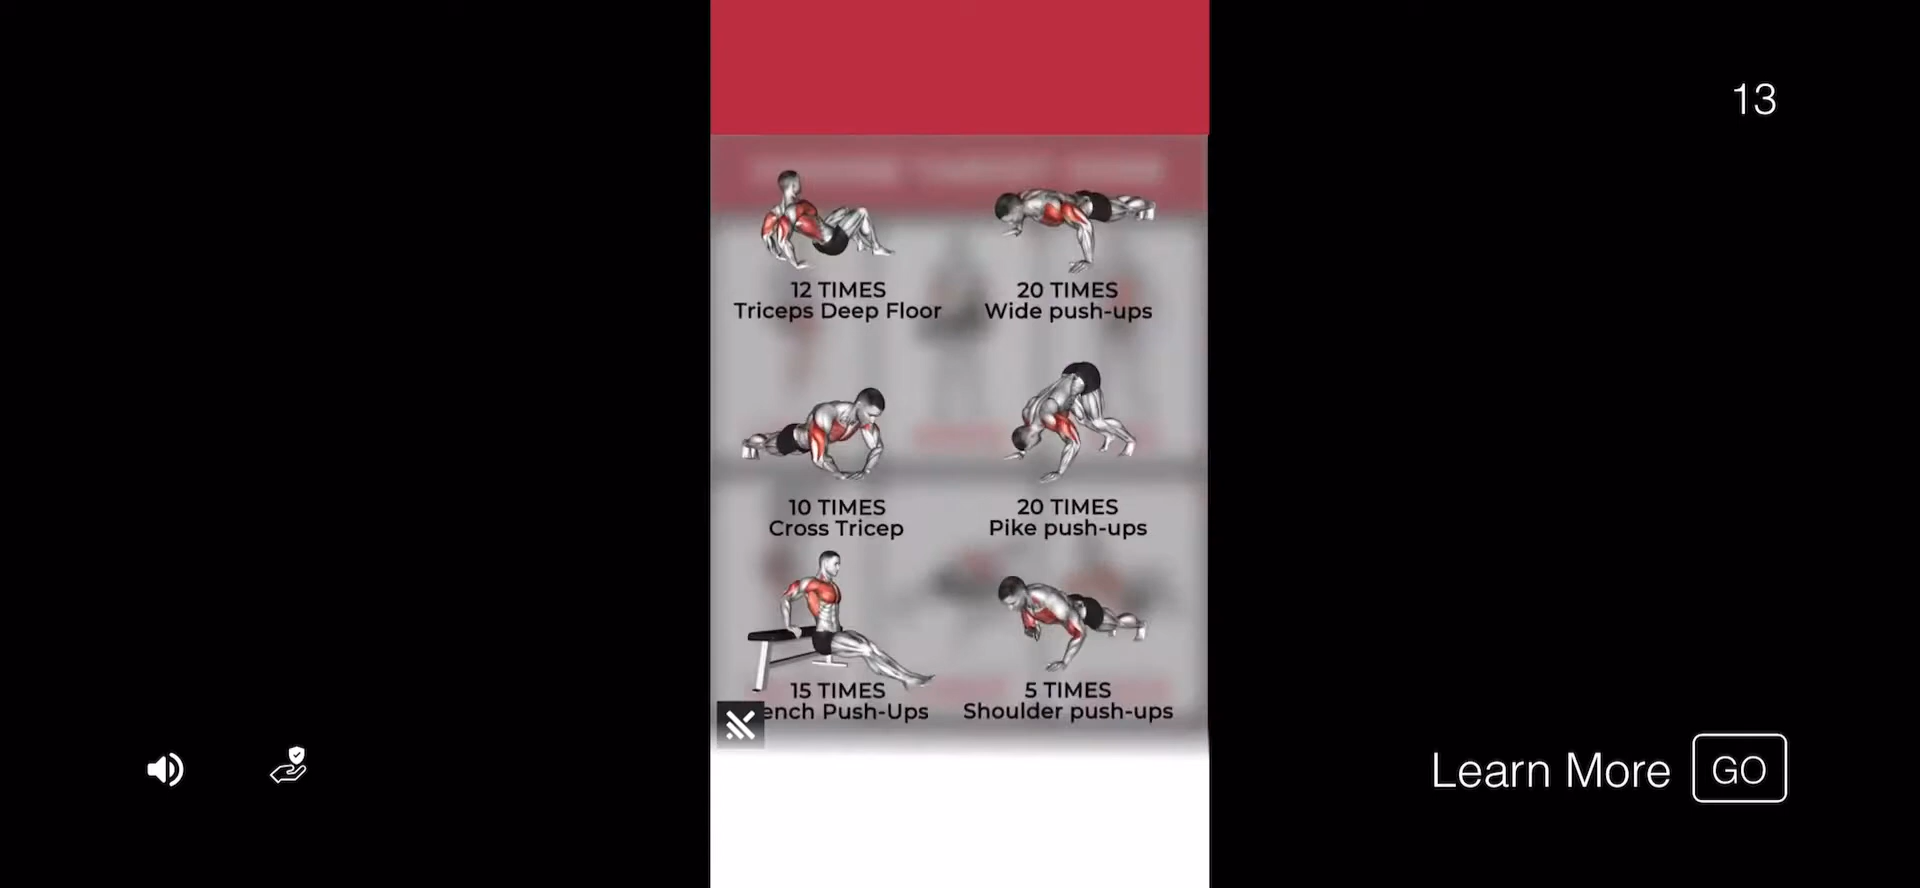 13
12 TIMES
Triceps Deep Floor
20 TIMES
Wide push-ups
10 TIMES
Cross Tricep
20 TIMES
Pike push-ups
15 TIMES
ench Push-Ups
5 TIMES
Shoulder push-ups
Learn More
GO